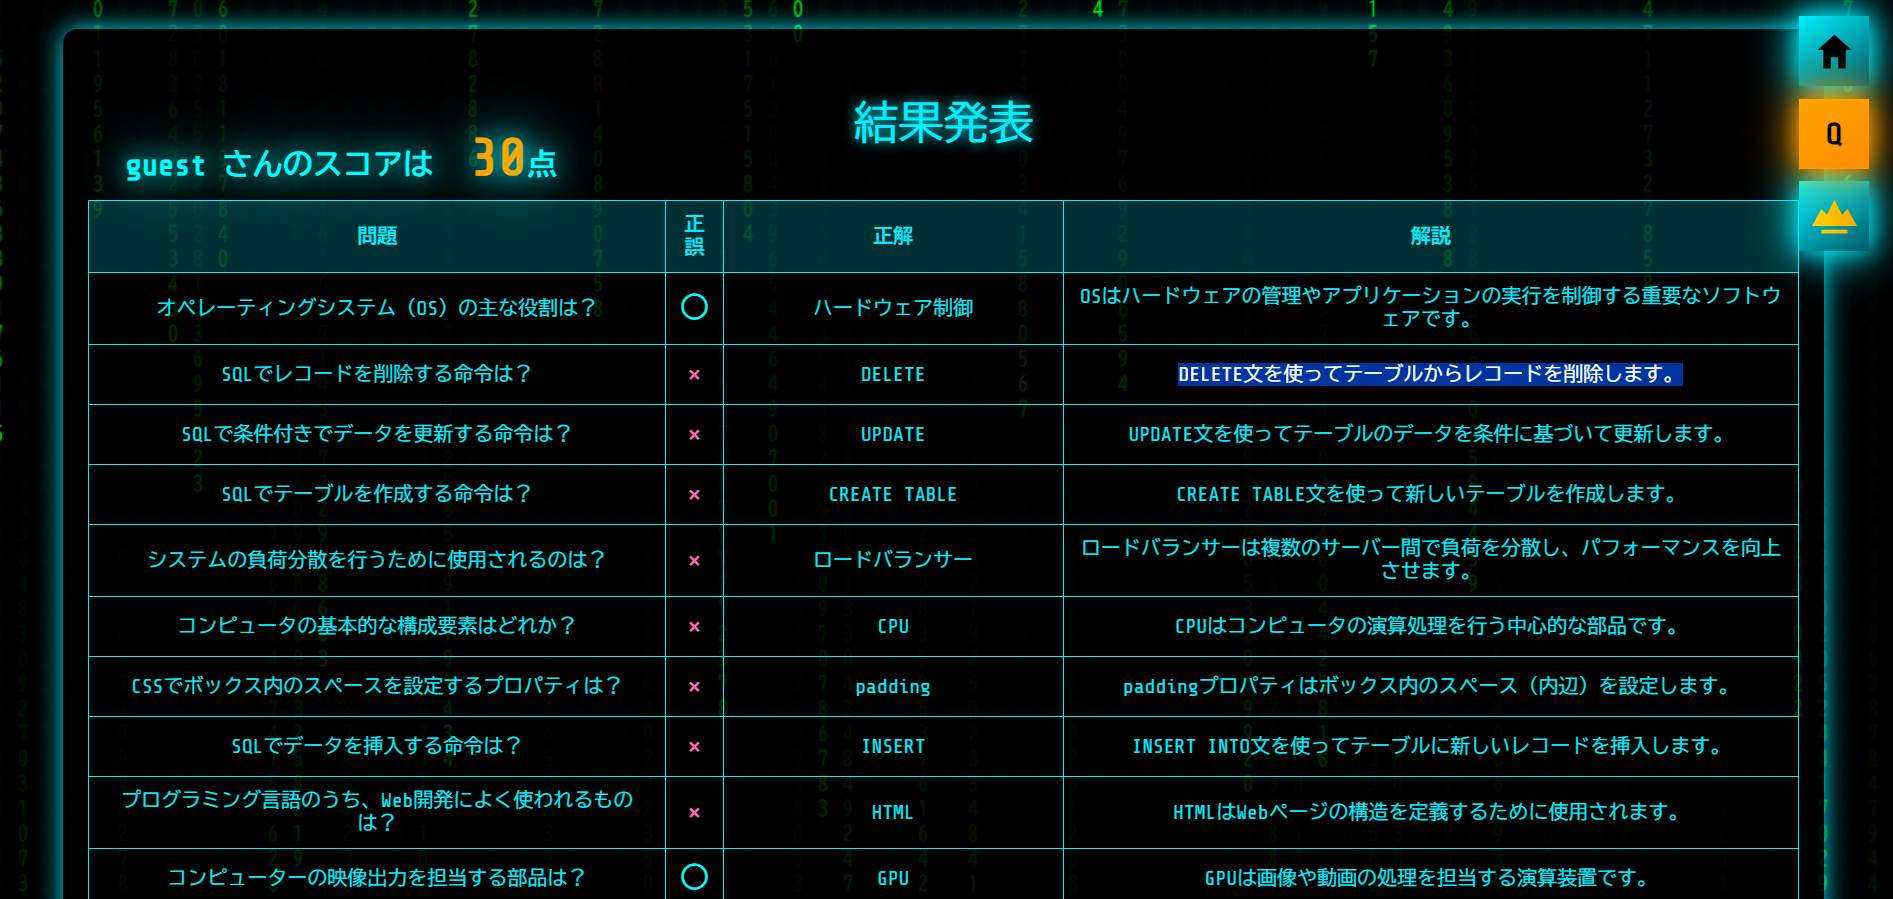 結果発表
guest さんのスコアは 30点
Q
問題 正誤 正解 解説
オペレーティングシステム（OS）の主な役割は？ ○ ハードウェア制御 OSはハードウェアの管理やアプリケーションの実行を制御する重要なソフトウェアです。
SQLでレコードを削除する命令は？ × DELETE DELETE文を使ってテーブルからレコードを削除します。
SQLで条件付きでデータを更新する命令は？ × UPDATE UPDATE文を使ってテーブルのデータを条件に基づいて更新します。
SQLでテーブルを作成する命令は？ × CREATE TABLE CREATE TABLE文を使って新しいテーブルを作成します。
システムの負荷分散を行うために使用されるのは？ × ロードバランサー ロードバランサーは複数のサーバー間で負荷を分散し、パフォーマンスを向上させます。
コンピュータの基本的な構成要素はどれか？ × CPU CPUはコンピュータの演算処理を行う中心的な部品です。
CSSでボックス内のスペースを設定するプロパティは？ × padding paddingプロパティはボックス内のスペース（内辺）を設定します。
SQLでデータを挿入する命令は？ × INSERT INSERT INTO文を使ってテーブルに新しいレコードを挿入します。
プログラミング言語のうち、Web開発によく使われるものは？ × HTML HTMLはWebページの構造を定義するために使用されます。
コンピューターの映像出力を担当する部品は？ ○ GPU GPUは画像や動画の処理を担当する演算装置です。